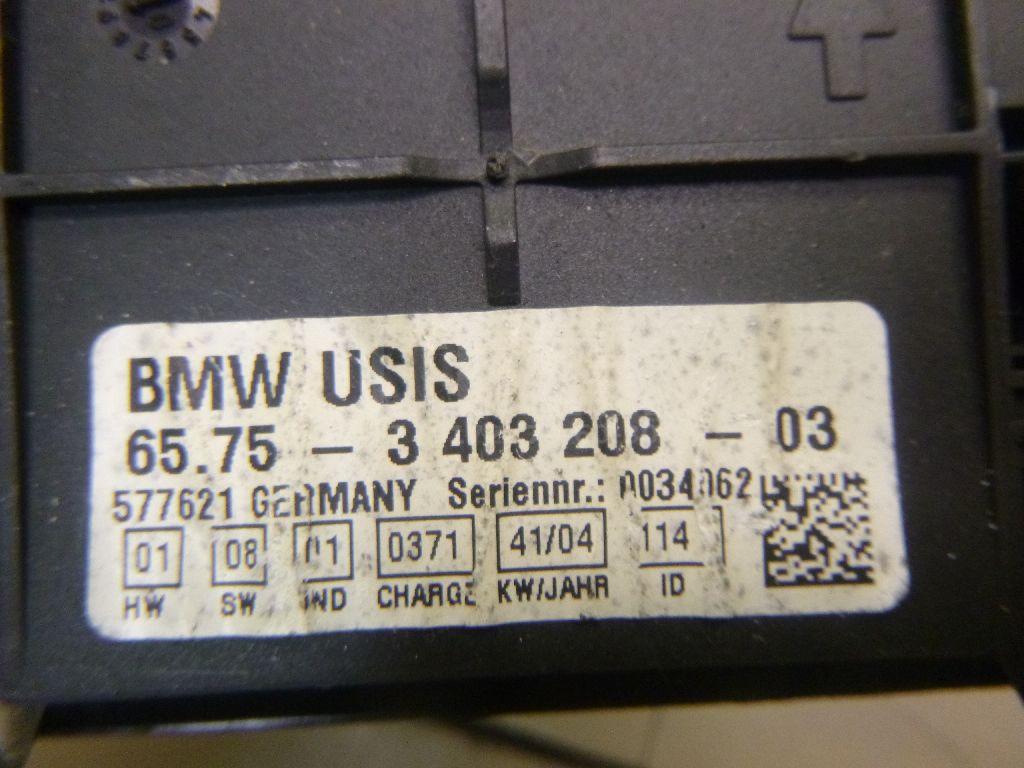 BMW USIS
65.75 – 3 403 208 – 03
577621 GERMANY Seriennr.: 0034062
01 08 01 0371 41/04 114
HW SW IND CHARGE KW/JAHR ID